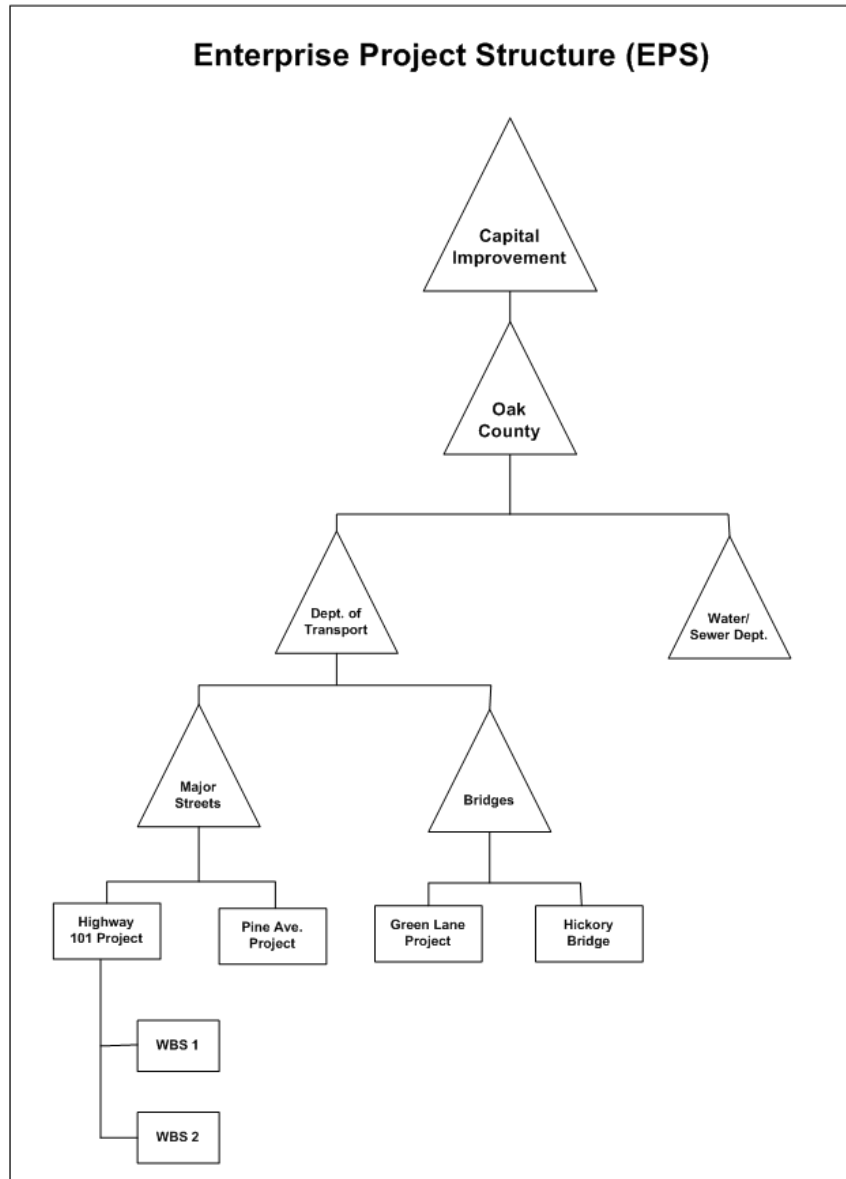 Enterprise Project Structure (EPS)
Capital
Improvement
Oak
County
Dept. of
Transport
Water/
Sewer Dept.
Major
Streets
Bridges
Highway
101 Project
Pine Ave.
Project
Green Lane
Project
Hickory
Bridge
WBS 1
WBS 2